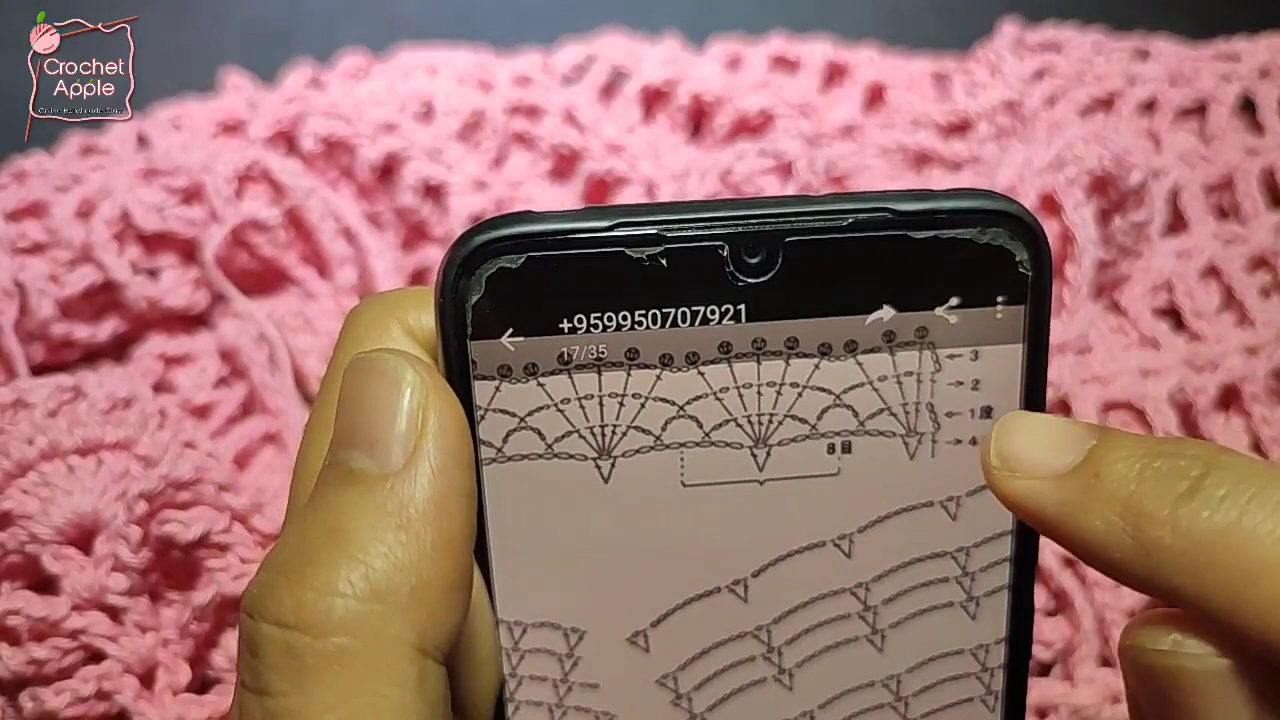 Crochet
Apple
+959950707921
17/35
← 3
→ 2
← 1段
→ 4
8目